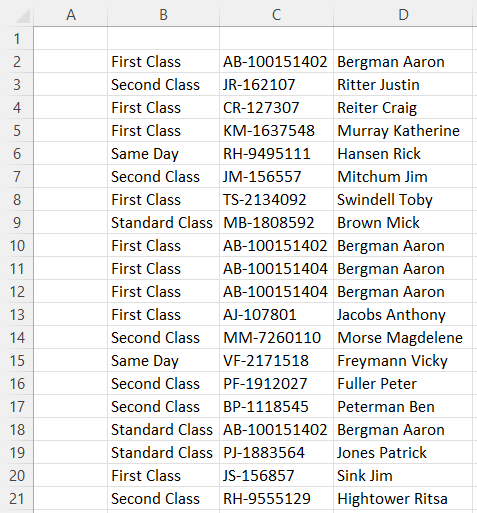 A B C D
1
2 First Class AB-100151402 Bergman Aaron
3 Second Class JR-162107 Ritter Justin
4 First Class CR-127307 Reiter Craig
5 First Class KM-1637548 Murray Katherine
6 Same Day RH-9495111 Hansen Rick
7 Second Class JM-156557 Mitchum Jim
8 First Class TS-2134092 Swindell Toby
9 Standard Class MB-1808592 Brown Mick
10 First Class AB-100151402 Bergman Aaron
11 First Class AB-100151404 Bergman Aaron
12 First Class AB-100151404 Bergman Aaron
13 First Class AJ-107801 Jacobs Anthony
14 Second Class MM-7260110 Morse Magdelene
15 Same Day VF-2171518 Freymann Vicky
16 Second Class PF-1912027 Fuller Peter
17 Second Class BP-1118545 Peterman Ben
18 Standard Class AB-100151402 Bergman Aaron
19 Standard Class PJ-1883564 Jones Patrick
20 First Class JS-156857 Sink Jim
21 Second Class RH-9555129 Hightower Ritsa